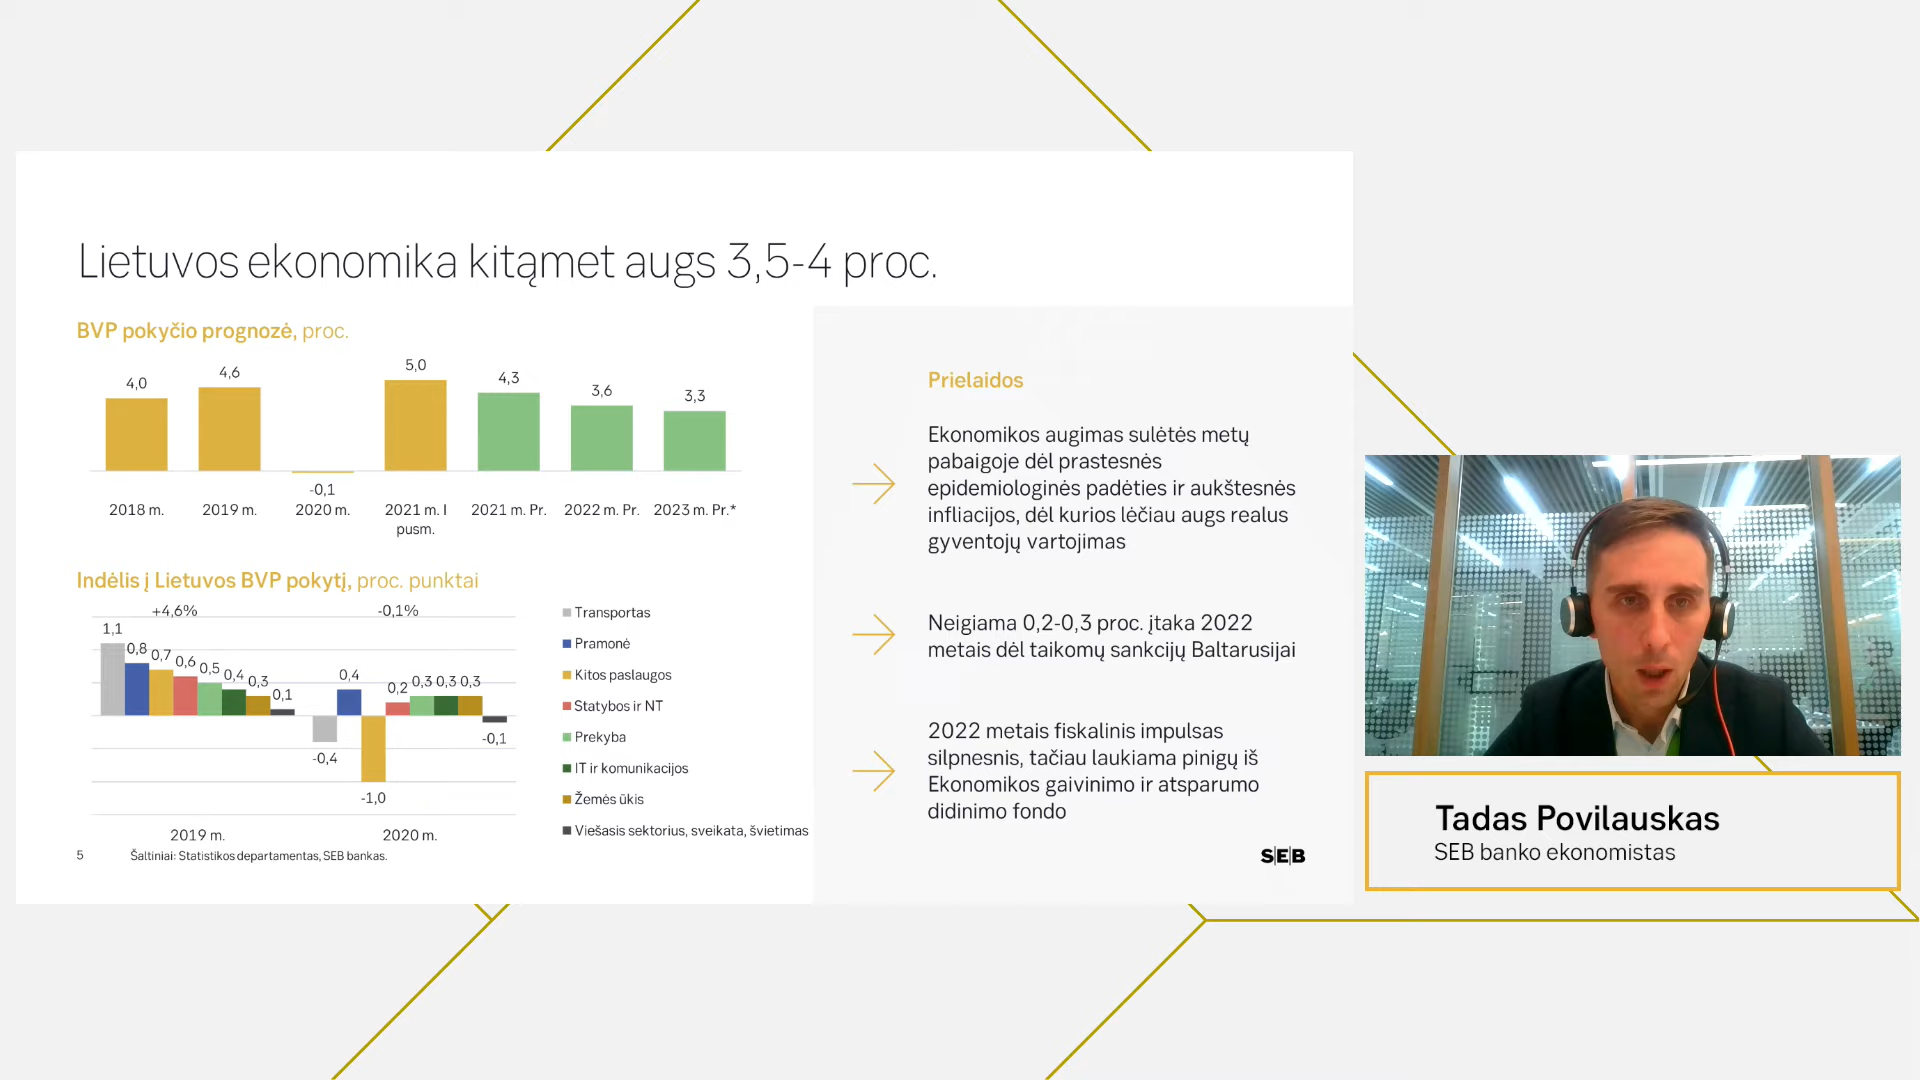 Lietuvos ekonomika kitąmet augs 3,5-4 proc.
BVP pokyčio prognozė, proc.
4,0
4,6
-0,1
5,0
4,3
3,6
3,3
2018 m.
2019 m.
2020 m.
2021 m. I
pusm.
2021 m. Pr.
2022 m. Pr.
2023 m. Pr.*
Indėlis į Lietuvos BVP pokytį, proc. punktai
+4,6%
-0,1%
1,1
0,8
0,7
0,6
0,5
0,4
0,3
0,1
-0,4
0,4
-1,0
0,2
0,3
0,3
0,3
-0,1
2019 m.
2020 m.
Transportas
Pramonė
Kitos paslaugos
Statybos ir NT
Prekyba
IT ir komunikacijos
Žemės ūkis
Viešasis sektorius, sveikata, švietimas
5
Šaltiniai: Statistikos departamentas, SEB bankas.
Prielaidos
Ekonomikos augimas sulėtės metų
pabaigoje dėl prastesnės
epidemiologinės padėties ir aukštesnės
infliacijos, dėl kurios lėčiau augs realus
gyventojų vartojimas
Neigiama 0,2-0,3 proc. įtaka 2022
metais dėl taikomų sankcijų Baltarusijai
2022 metais fiskalinis impulsas
silpnesnis, tačiau laukiama pinigų iš
Ekonomikos gaivinimo ir atsparumo
didinimo fondo
SEB
Tadas Povilauskas
SEB banko ekonomistas